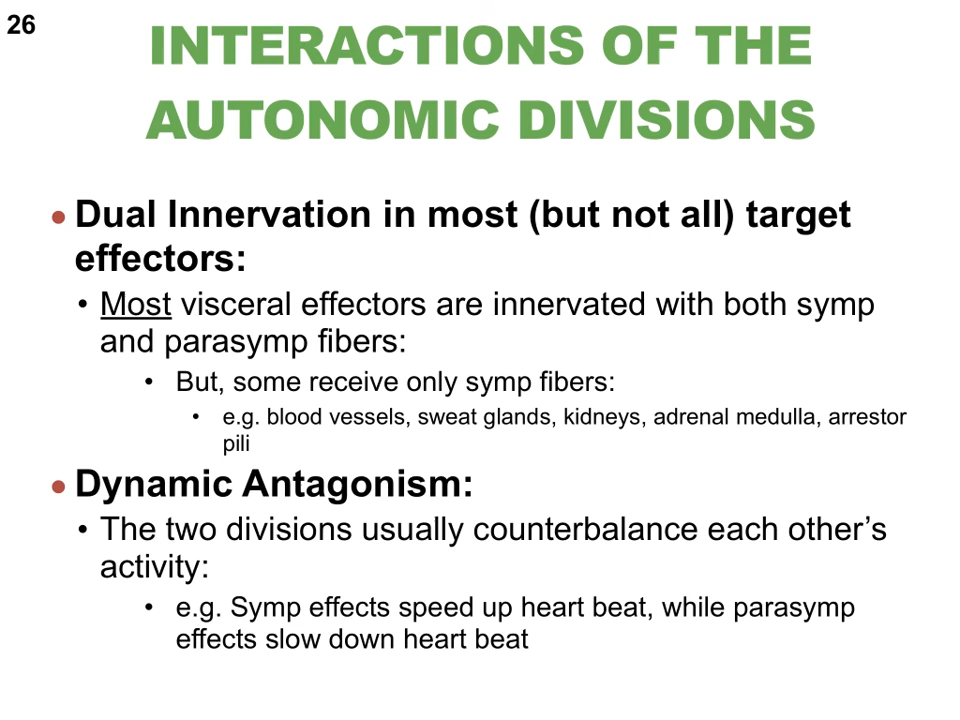 26
INTERACTIONS OF THE
AUTONOMIC DIVISIONS
• Dual Innervation in most (but not all) target
effectors:
• Most visceral effectors are innervated with both symp
and parasymp fibers:
• But, some receive only symp fibers:
• e.g. blood vessels, sweat glands, kidneys, adrenal medulla, arrestor
pili
• Dynamic Antagonism:
• The two divisions usually counterbalance each other’s
activity:
• e.g. Symp effects speed up heart beat, while parasymp
effects slow down heart beat